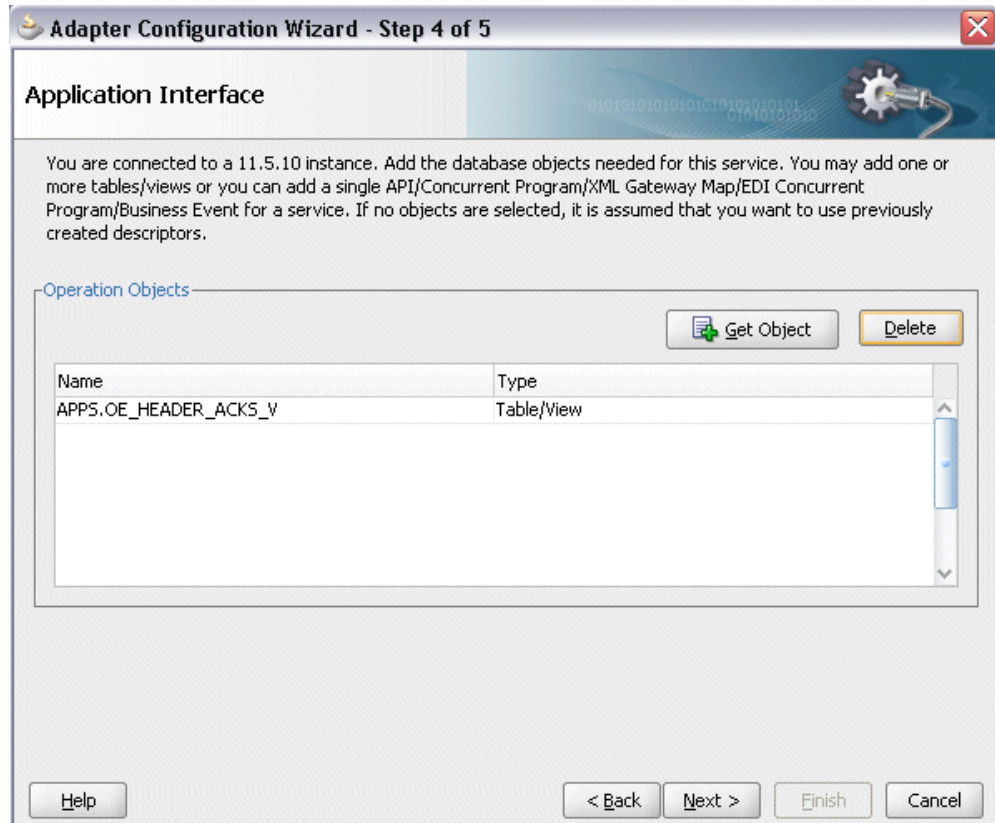 Adapter Configuration Wizard - Step 4 of 5
Application Interface
You are connected to a 11.5.10 instance. Add the database objects needed for this service. You may add one or
more tables/views or you can add a single API/Concurrent Program/XML Gateway Map/EDI Concurrent
Program/Business Event for a service. If no objects are selected, it is assumed that you want to use previously
created descriptors.
Operation Objects
Get Object
Delete
Name Type
APPS.OE_HEADER_ACKS_V Table/View
Help
< Back
Next >
Finish
Cancel